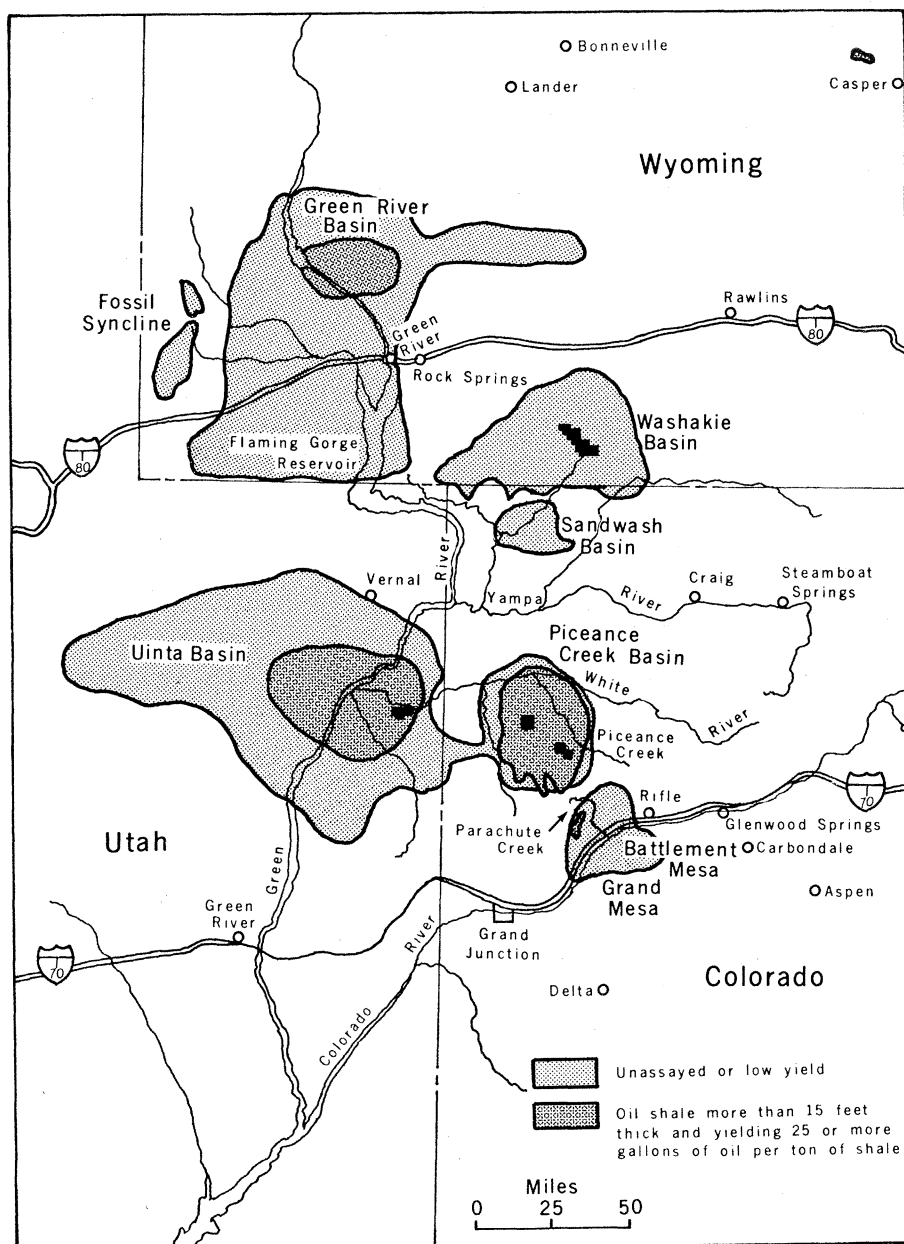 Bonneville
Lander
Casper
Wyoming
Green River
Basin
Fossil
Syncline
Rawlins
80
Green
River
Rock Springs
Washakie
Basin
80
Flaming Gorge
Reservoir
Sandwash
Basin
River
Vernal
Yampa
River
Craig
Steamboat
Springs
Uinta Basin
Piceance
Creek Basin
White
River
Piceance
Creek
70
Rifle
Parachute
Creek
Glenwood Springs
Utah
Battlement
Mesa
Carbondale
Grand
Mesa
Aspen
Green
Green
River
River
Grand
Junction
70
Colorado
Colorado
Delta
Unassayed or low yield
Oil shale more than 15 feet
thick and yielding 25 or more
gallons of oil per ton of shale
Miles
0 25 50